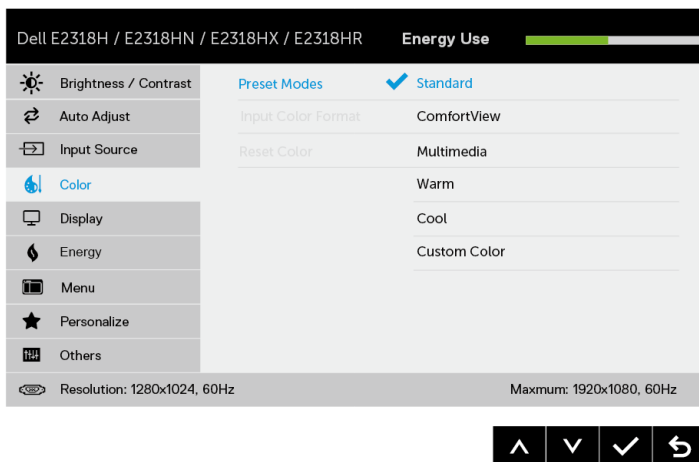 Dell E2318H / E2318HN / E2318HX / E2318HR Energy Use
Brightness / Contrast Preset Modes Standard
Auto Adjust Input Color Format ComfortView
Input Source Reset Color Multimedia
Color Warm
Display Cool
Energy Custom Color
Menu
Personalize
Others
Resolution: 1280x1024, 60Hz Maxmum: 1920x1080, 60Hz